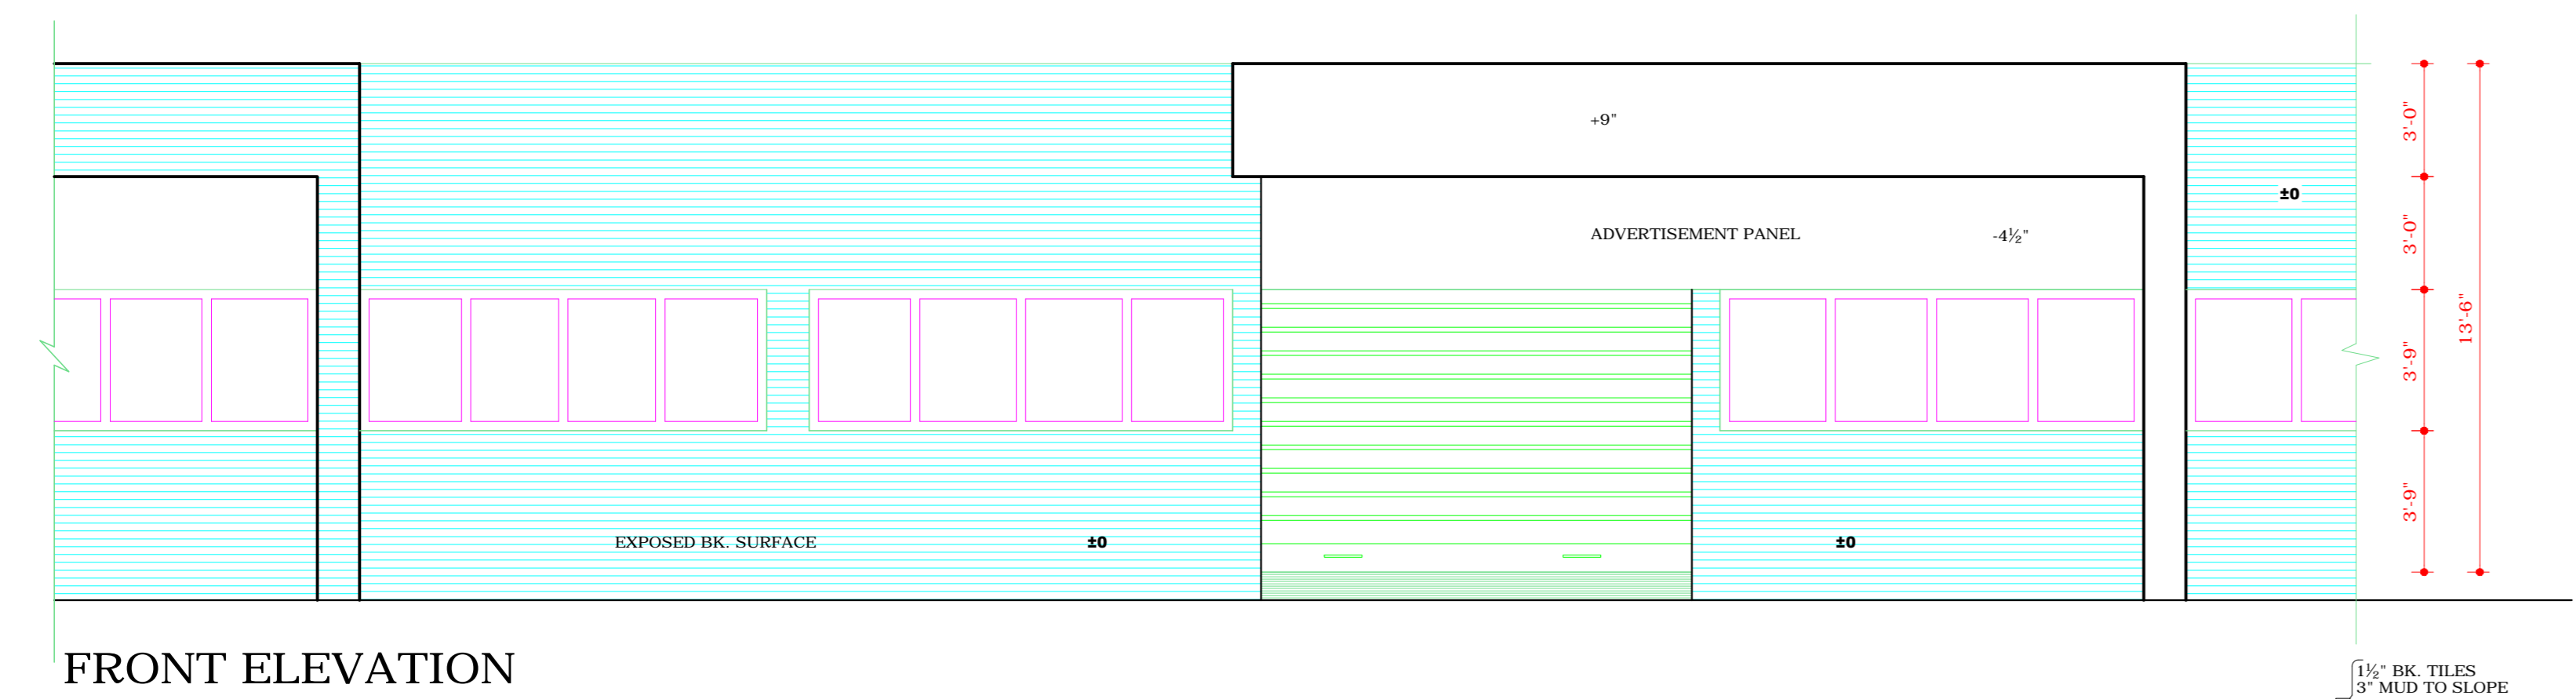 +9"
3'-0"
±0
ADVERTISEMENT PANEL
-4½"
3'-0"
13'-6"
3'-9"
3'-9"
EXPOSED BK. SURFACE
±0
±0
FRONT ELEVATION
1½" BK. TILES
3" MUD TO SLOPE